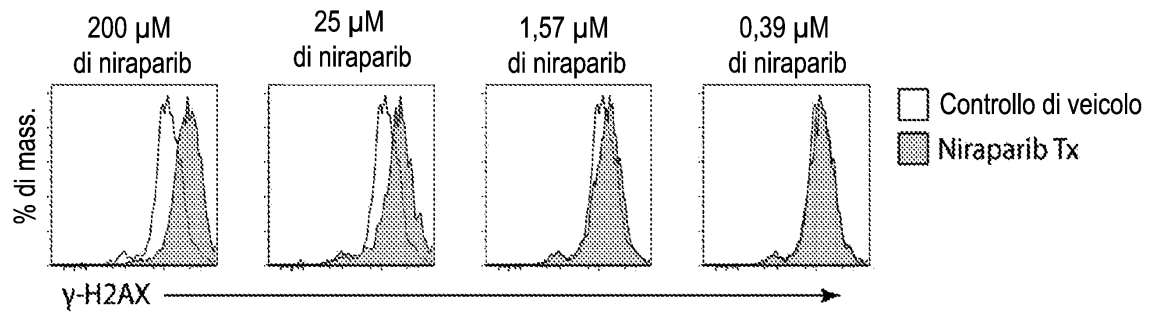 200 µM
di niraparib
25 µM
di niraparib
1,57 µM
di niraparib
0,39 µM
di niraparib
% di mass.
Controllo di veicolo
Niraparib Tx
γ-H2AX